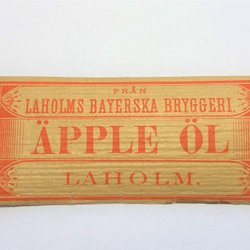 FRÅN
LAHOLMS BAYERSKA BRYGGERI.
ÄPPLE ÖL
LAHOLM.